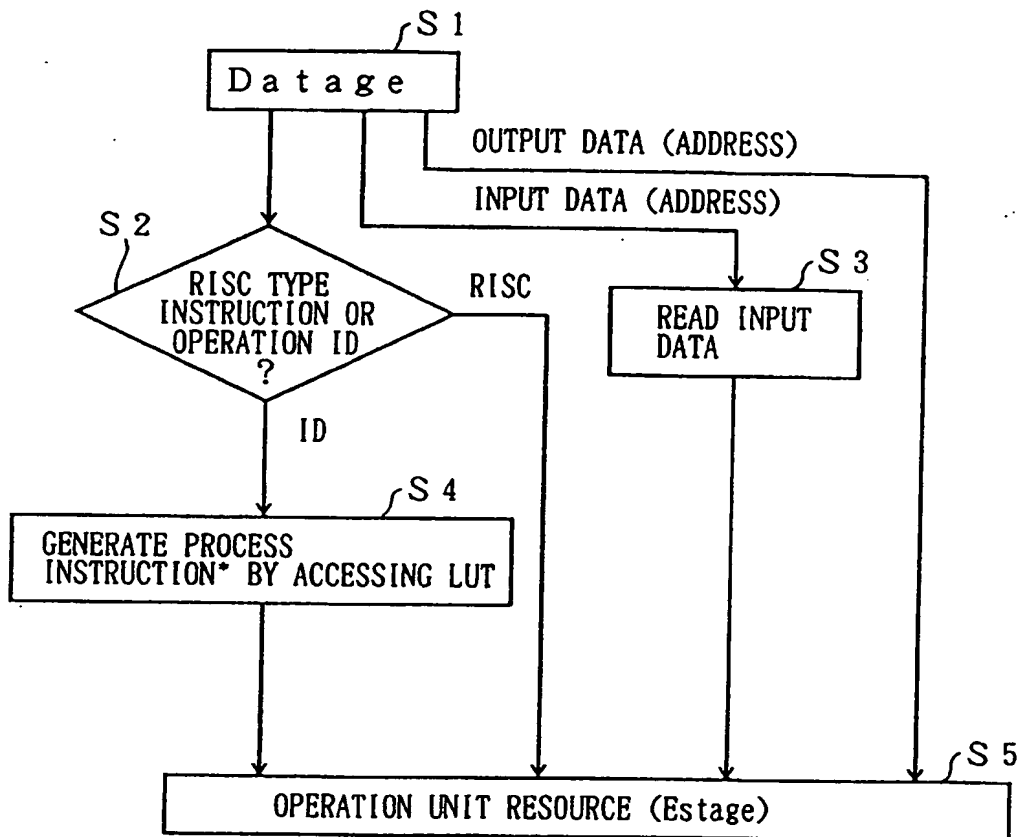 S1
Datage
OUTPUT DATA (ADDRESS)
INPUT DATA (ADDRESS)
S2
RISC TYPE
INSTRUCTION OR
OPERATION ID
?
RISC
S3
READ INPUT
DATA
ID
S4
GENERATE PROCESS
INSTRUCTION* BY ACCESSING LUT
S5
OPERATION UNIT RESOURCE (Estage)